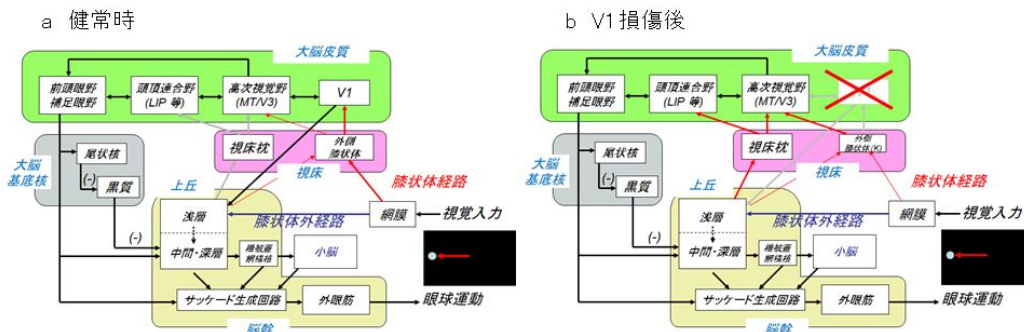 a 健常時
大脳皮質
前頭眼野
補足眼野
頭頂連合野
(LIP 等)
高次視覚野
(MT/V3)
V1
大脳
基底核
尾状核
(-)
黒質
視床枕
外側
膝状体
視床
上丘
膝状体経路
浅層
膝状体外経路
網膜
視覚入力
(-)
中間・深層
橋被蓋
網様核
小脳
サッケード生成回路
外眼筋
眼球運動
脳幹
b V1損傷後
大脳皮質
前頭眼野
補足眼野
頭頂連合野
(LIP 等)
高次視覚野
(MT/V3)
大脳
基底核
尾状核
(-)
黒質
視床枕
外側
膝状体(K)
視床
上丘
膝状体経路
浅層
膝状体外経路
網膜
視覚入力
(-)
中間・深層
橋被蓋
網様核
小脳
サッケード生成回路
外眼筋
眼球運動
脳幹